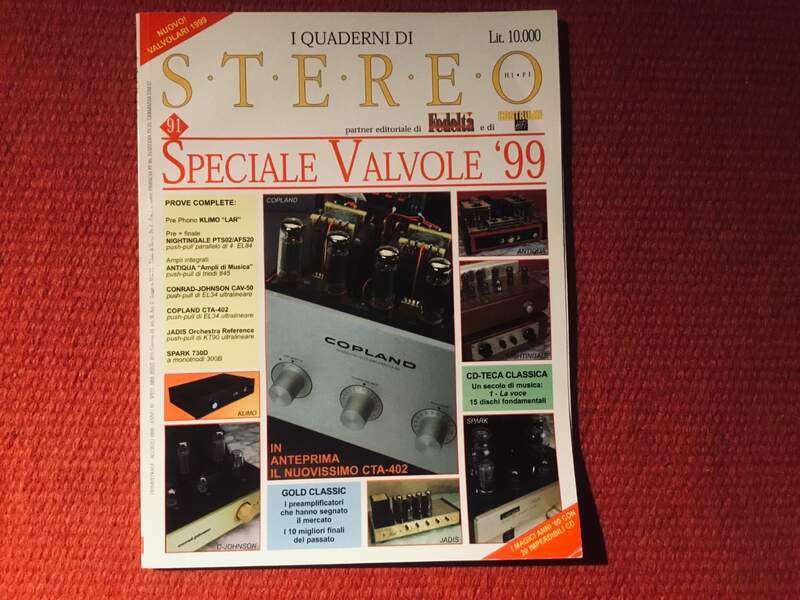 NUOVO!
VALVOLARI 1999
I QUADERNI DI
Lit. 10.000
S·T·E·R·E·O
HI·FI
91
partner editoriale di Fedeltà e di
SPECIALE VALVOLE '99
PROVE COMPLETE:
Pre Phono KLIMO "LAR"
Pre + finale
NIGHTINGALE PTS02/AFS20
push-pull parallelo di 4 EL84
Ampli integrati
ANTIQUA "Ampli di Musica"
push-pull di triodi 845
CONRAD-JOHNSON CAV-50
push-pull di EL34 ultralineare
COPLAND CTA-402
push-pull di EL34 ultralineare
JADIS Orchestra Reference
push-pull di KT90 ultralineare
SPARK 730D
a monotriodi 300B
KLIMO
C-JOHNSON
COPLAND
COPLAND
IN
ANTEPRIMA
IL NUOVISSIMO CTA-402
GOLD CLASSIC
I preamplificatori
che hanno segnato
il mercato
I 10 migliori finali
del passato
JADIS
ANTIQUA
NIGHTINGALE
CD-TECA CLASSICA
Un secolo di musica:
1 - La voce
15 dischi fondamentali
SPARK
I MAGICI ANNI '60 CON
20 IMPERDIBILI CD